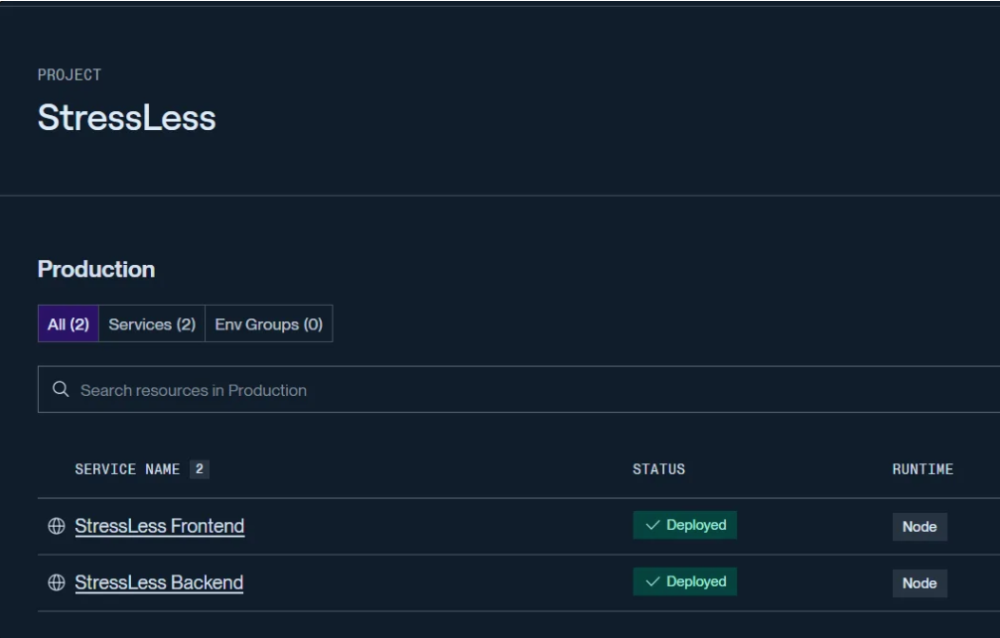 PROJECT
StressLess
Production
All (2) Services (2) Env Groups (0)
Search resources in Production
SERVICE NAME 2 STATUS RUNTIME
StressLess Frontend Deployed Node
StressLess Backend Deployed Node